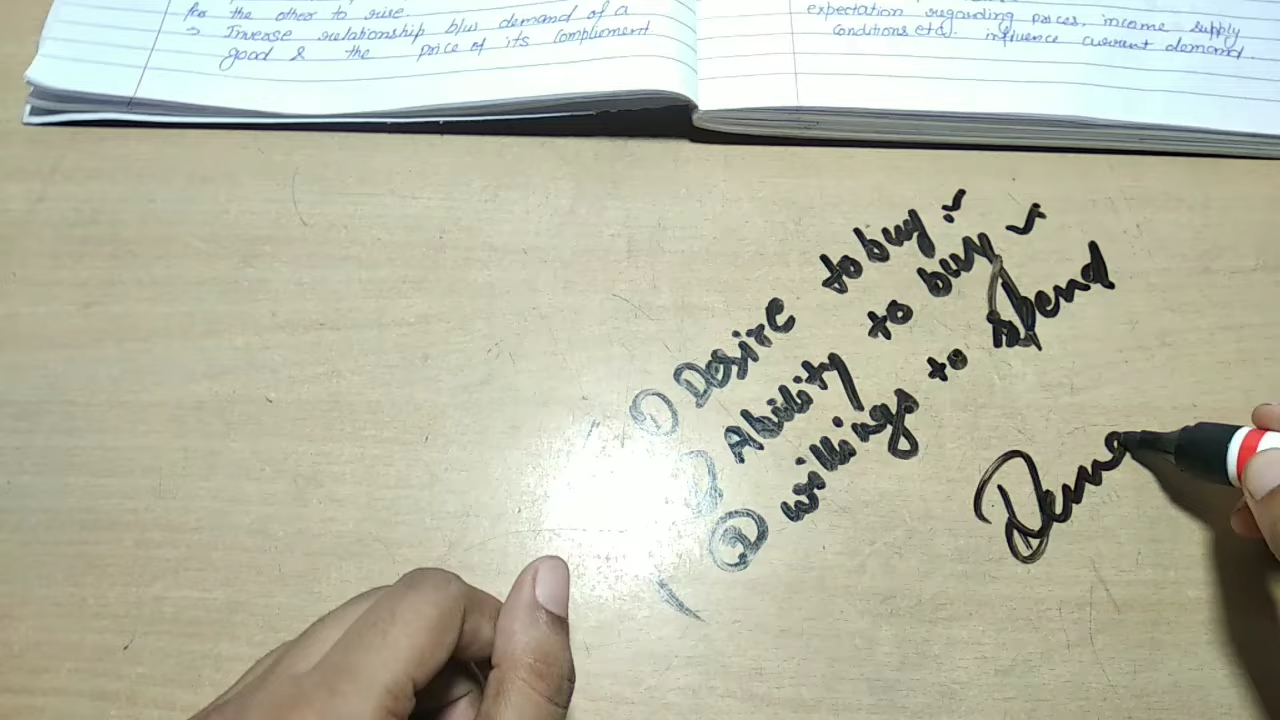 for the other to rise
→ Inverse relationship b/w demand of a
good & the price of its complement
expectation regarding prices, income supply
conditions etc). influence current demand.
① Desire to buy ✓
② Ability to buy ✓
③ willings to spend
Dema